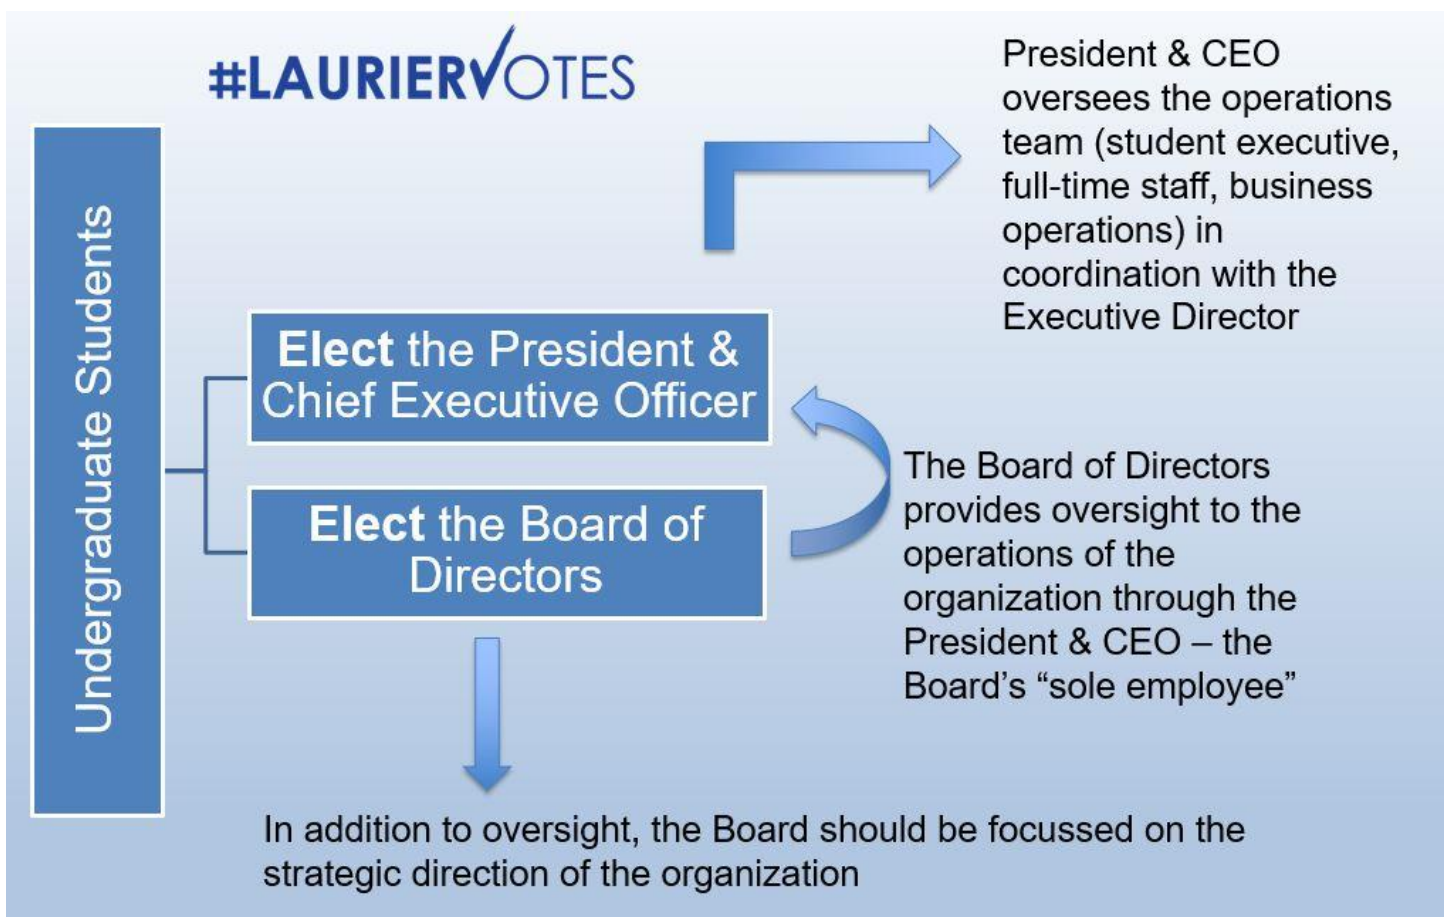 #LAURIERVOTES
Undergraduate Students
Elect the President &
Chief Executive Officer
Elect the Board of
Directors
President & CEO
oversees the operations
team (student executive,
full-time staff, business
operations) in
coordination with the
Executive Director
The Board of Directors
provides oversight to the
operations of the
organization through the
President & CEO – the
Board’s “sole employee”
In addition to oversight, the Board should be focussed on the
strategic direction of the organization